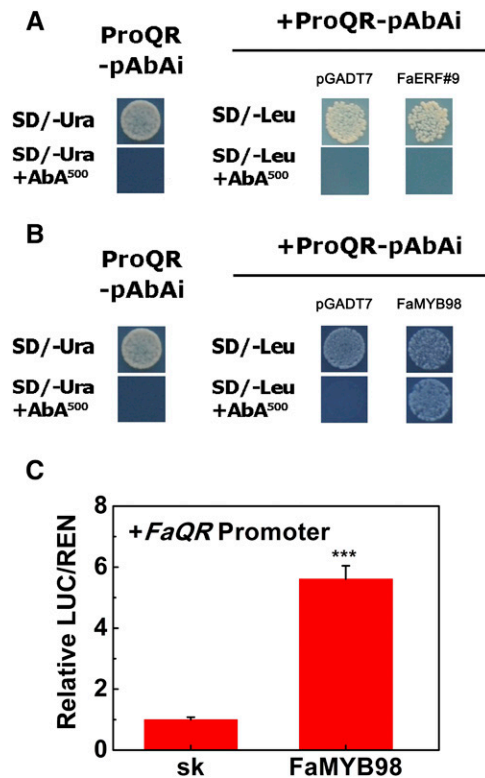 A
ProQR
-pAbAi
+ProQR-pAbAi
pGADT7 FaERF#9
SD/-Ura
SD/-Leu
SD/-Ura
+AbA⁵⁰⁰
SD/-Leu
+AbA⁵⁰⁰
B
ProQR
-pAbAi
+ProQR-pAbAi
pGADT7 FaMYB98
SD/-Ura
SD/-Leu
SD/-Ura
+AbA⁵⁰⁰
SD/-Leu
+AbA⁵⁰⁰
C
+FaQR Promoter
***
Relative LUC/REN
8
6
4
2
0
sk FaMYB98